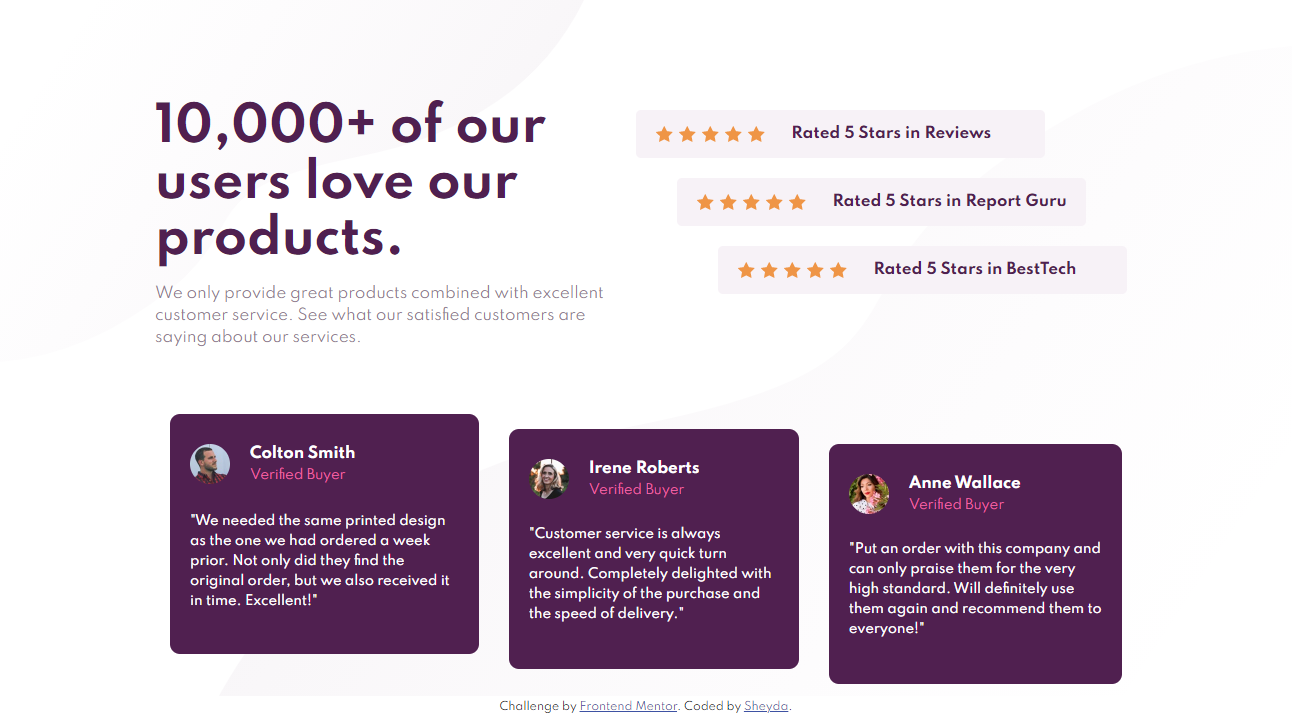 10,000+ of our
users love our
products.
We only provide great products combined with excellent
customer service. See what our satisfied customers are
saying about our services.
Rated 5 Stars in Reviews
Rated 5 Stars in Report Guru
Rated 5 Stars in BestTech
Colton Smith
Verified Buyer
"We needed the same printed design
as the one we had ordered a week
prior. Not only did they find the
original order, but we also received it
in time. Excellent!"
Irene Roberts
Verified Buyer
"Customer service is always
excellent and very quick turn
around. Completely delighted with
the simplicity of the purchase and
the speed of delivery."
Anne Wallace
Verified Buyer
"Put an order with this company and
can only praise them for the very
high standard. Will definitely use
them again and recommend them to
everyone!"
Challenge by Frontend Mentor. Coded by Sheyda.